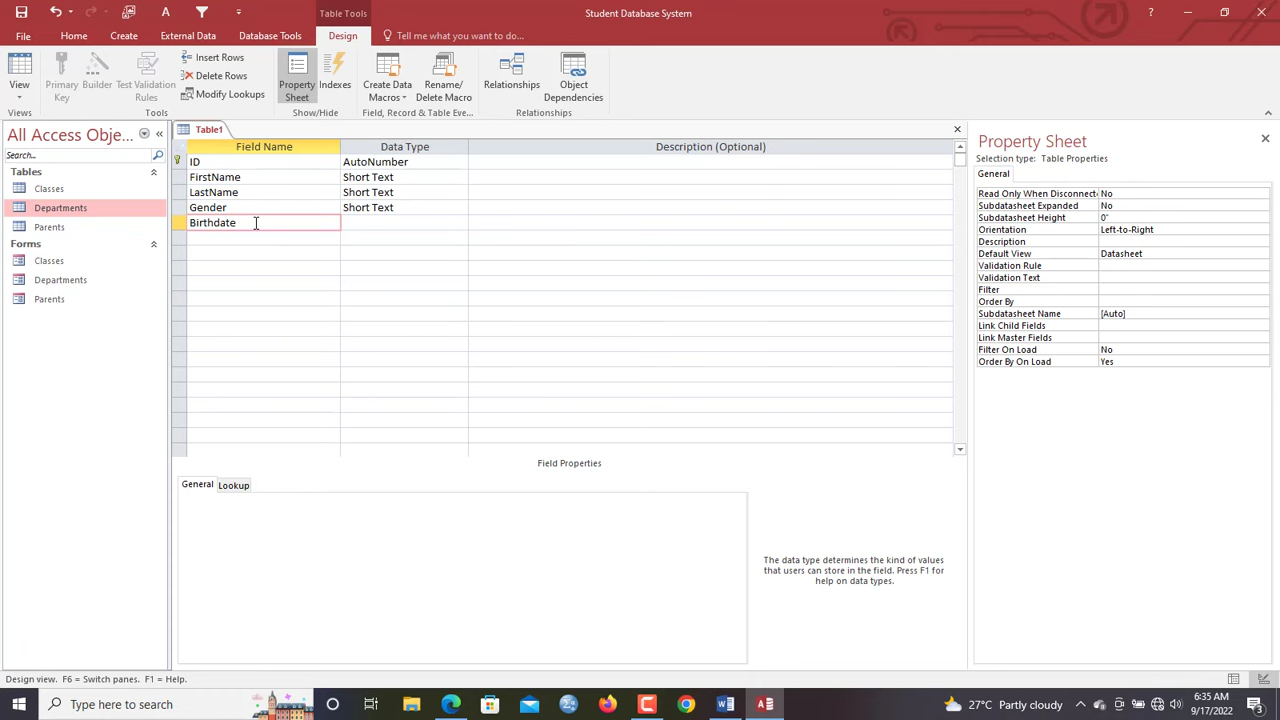 Table Tools
Student Database System
File
Home
Create
External Data
Database Tools
Design
Tell me what you want to do...
View
Primary Key
Builder
Test Validation Rules
Insert Rows
Delete Rows
Modify Lookups
Property Sheet
Indexes
Create Data Macros
Rename/ Delete Macro
Relationships
Object Dependencies
Views
Tools
Show/Hide
Field, Record & Table Eve...
Relationships
All Access Obje...
Search...
Tables
Classes
Departments
Parents
Forms
Classes
Departments
Parents
Table1
Field Name
Data Type
Description (Optional)
ID AutoNumber
FirstName Short Text
LastName Short Text
Gender Short Text
Birthdate
Field Properties
General
Lookup
The data type determines the kind of values
that users can store in the field. Press F1 for
help on data types.
Property Sheet
Selection type: Table Properties
General
Read Only When Disconnect No
Subdatasheet Expanded No
Subdatasheet Height 0"
Orientation Left-to-Right
Description
Default View Datasheet
Validation Rule
Validation Text
Filter
Order By
Subdatasheet Name [Auto]
Link Child Fields
Link Master Fields
Filter On Load No
Order By On Load Yes
Design view. F6 = Switch panes. F1 = Help.
Type here to search
27°C Partly cloudy
6:35 AM
9/17/2022
3